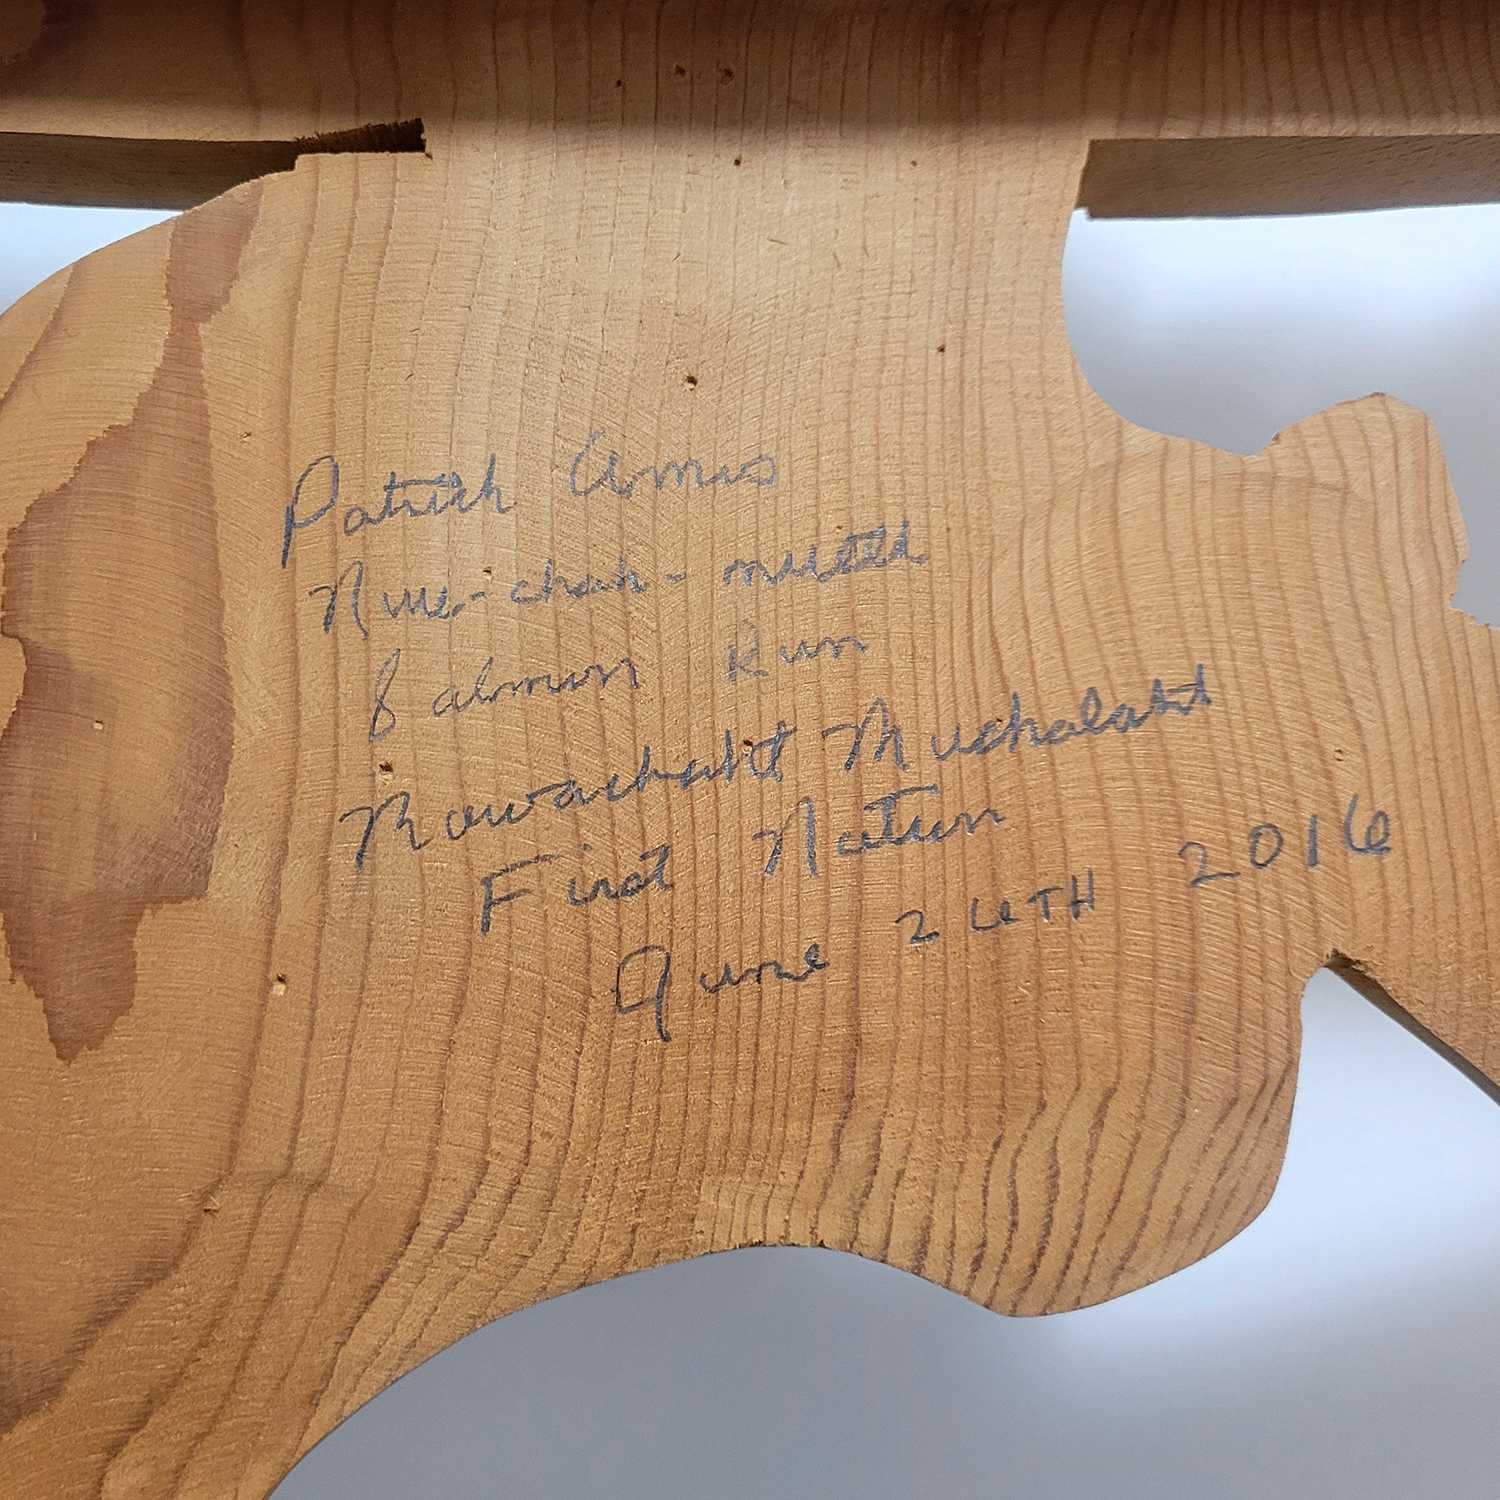 Patrick Amos
Nuu-chah-nulth
Salmon Run
Mowachaht Muchalaht
First Nation
June 26TH 2016